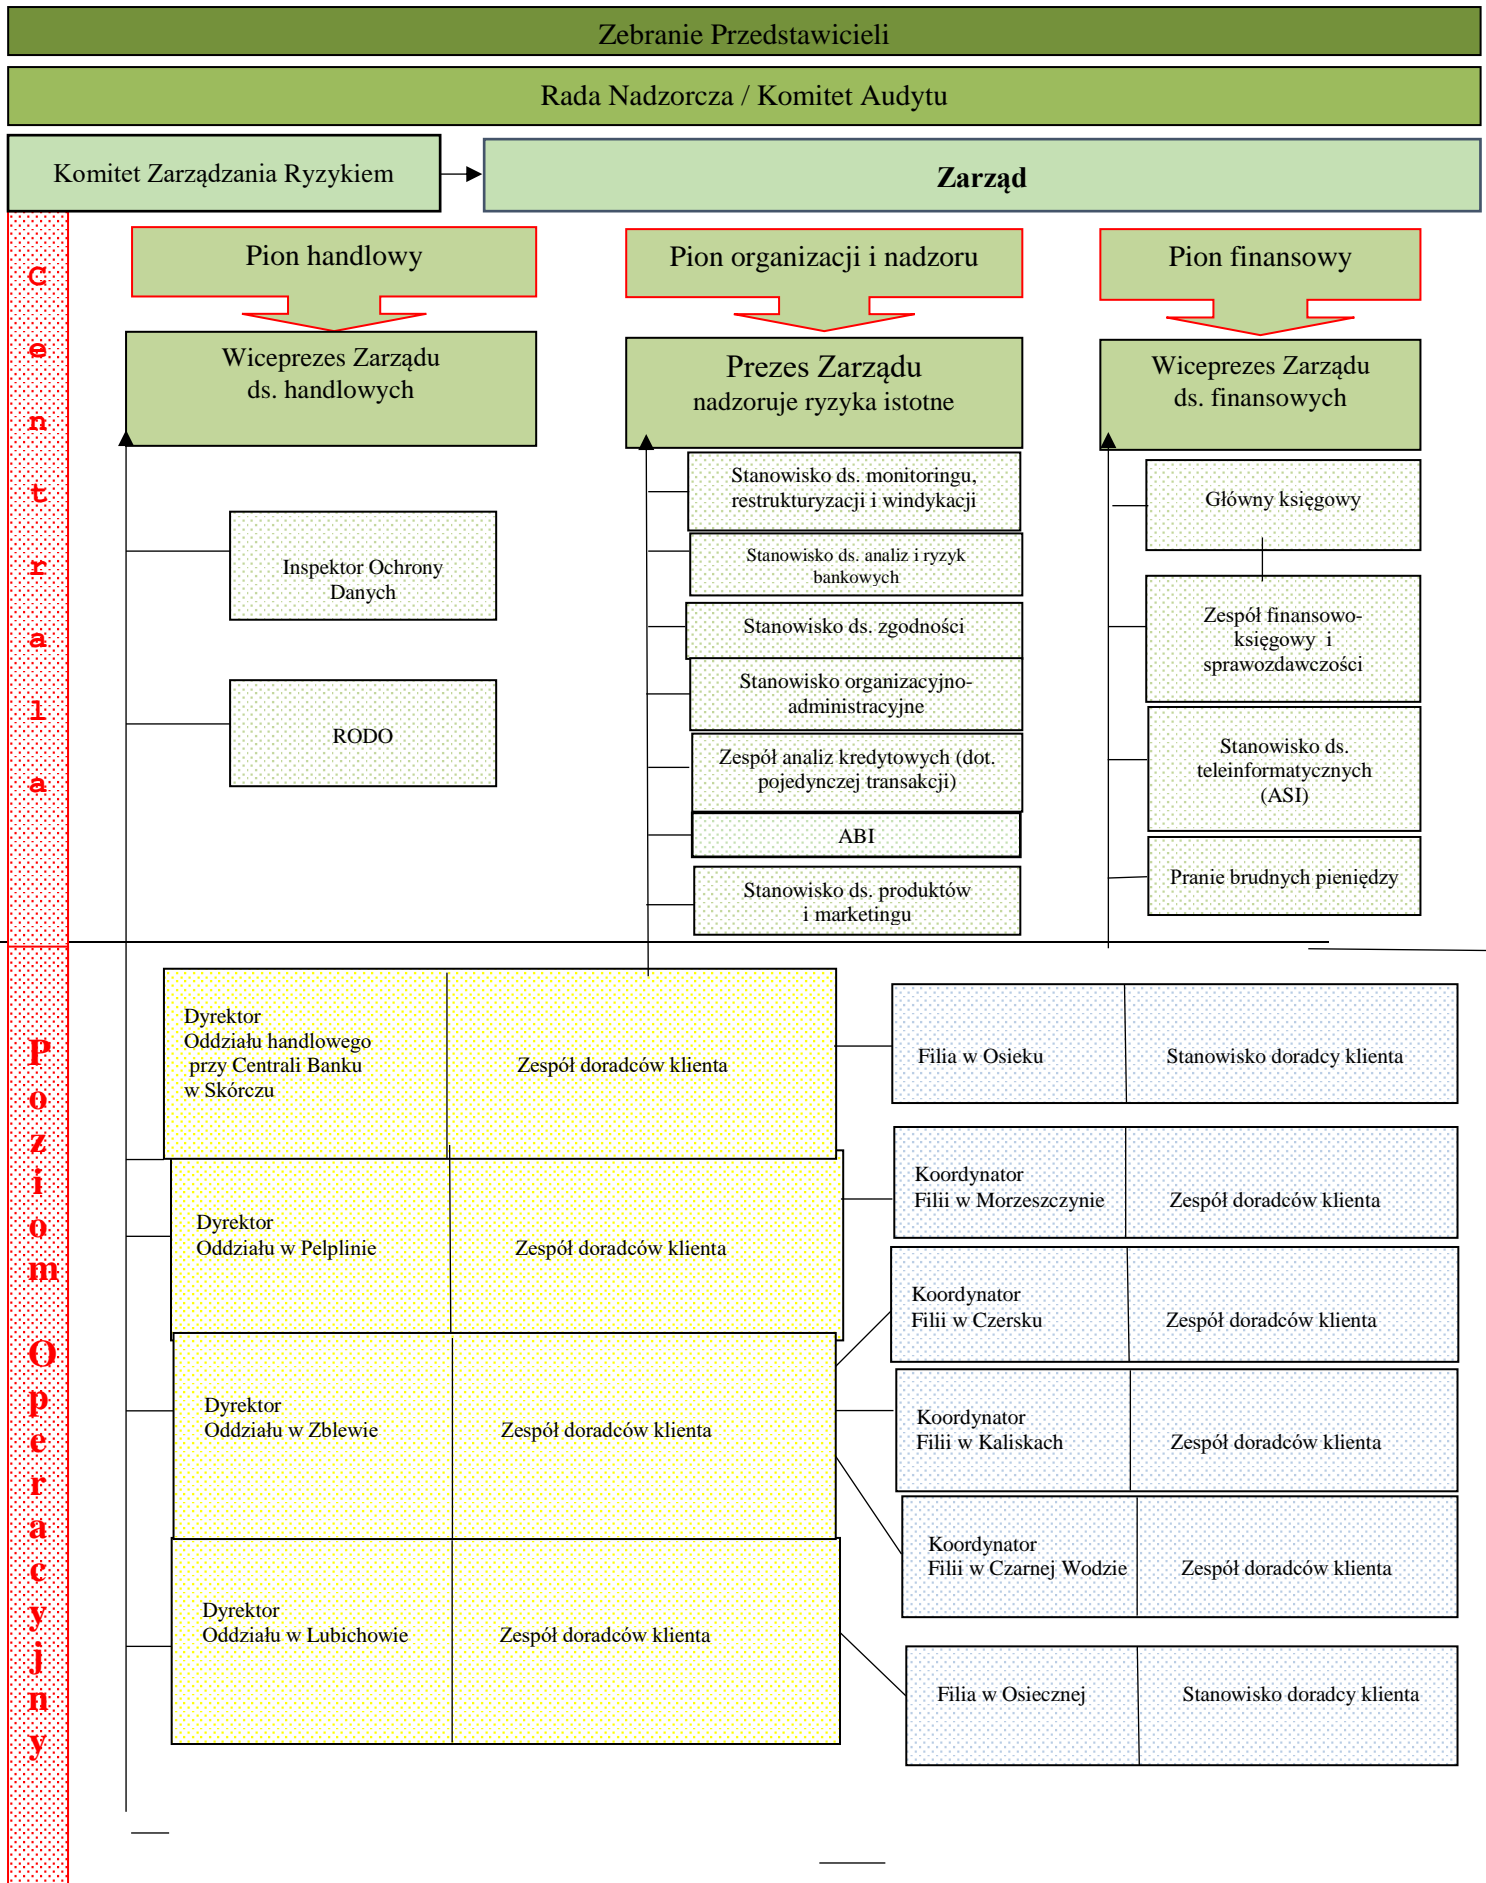 Zebranie Przedstawicieli
Rada Nadzorcza / Komitet Audytu
Komitet Zarządzania Ryzykiem
Zarząd
Centrala
Pion handlowy
Wiceprezes Zarządu
ds. handlowych
Inspektor Ochrony
Danych
RODO
Pion organizacji i nadzoru
Prezes Zarządu
nadzoruje ryzyka istotne
Stanowisko ds. monitoringu,
restrukturyzacji i windykacji
Stanowisko ds. analiz i ryzyk
bankowych
Stanowisko ds. zgodności
Stanowisko organizacyjno-
administracyjne
Zespół analiz kredytowych (dot.
pojedynczej transakcji)
ABI
Stanowisko ds. produktów
i marketingu
Pion finansowy
Wiceprezes Zarządu
ds. finansowych
Główny księgowy
Zespół finansowo-
księgowy i
sprawozdawczości
Stanowisko ds.
teleinformatycznych
(ASI)
Pranie brudnych pieniędzy
Poziom Operacyjny
Dyrektor
Oddziału handlowego
przy Centrali Banku
w Skórczu
Zespół doradców klienta
Filia w Osieku
Stanowisko doradcy klienta
Dyrektor
Oddziału w Pelplinie
Zespół doradców klienta
Koordynator
Filii w Morzeszczynie
Zespół doradców klienta
Dyrektor
Oddziału w Zblewie
Zespół doradców klienta
Koordynator
Filii w Czersku
Zespół doradców klienta
Koordynator
Filii w Kaliskach
Zespół doradców klienta
Koordynator
Filii w Czarnej Wodzie
Zespół doradców klienta
Dyrektor
Oddziału w Lubichowie
Zespół doradców klienta
Filia w Osiecznej
Stanowisko doradcy klienta